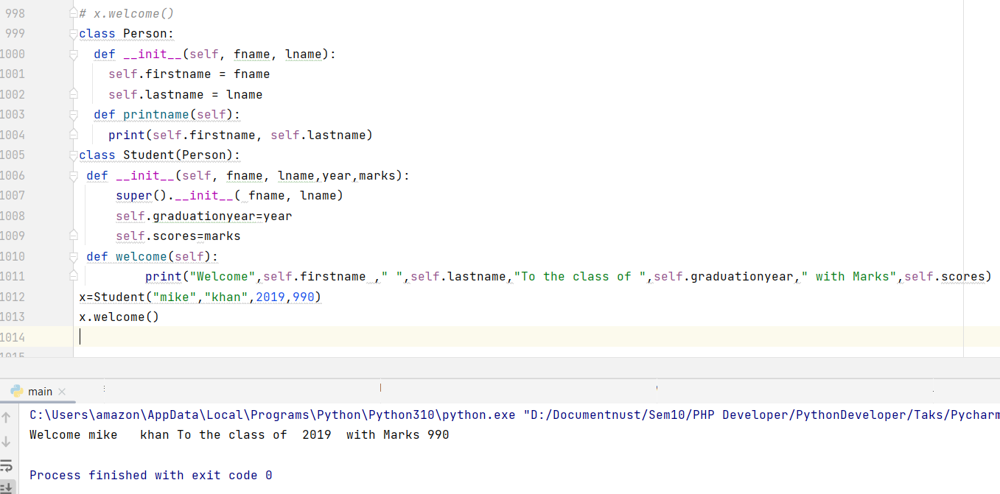 998 # x.welcome()
999 class Person:
1000 def __init__(self, fname, lname):
1001 self.firstname = fname
1002 self.lastname = lname
1003 def printname(self):
1004 print(self.firstname, self.lastname)
1005 class Student(Person):
1006 def __init__(self, fname, lname,year,marks):
1007 super().__init__( fname, lname)
1008 self.graduationyear=year
1009 self.scores=marks
1010 def welcome(self):
1011 print("Welcome",self.firstname ," ",self.lastname,"To the class of ",self.graduationyear," with Marks",self.scores)
1012 x=Student("mike","khan",2019,990)
1013 x.welcome()
1014
1015
main
C:\Users\amazon\AppData\Local\Programs\Python\Python310\python.exe "D:/Documentnust/Sem10/PHP Developer/PythonDeveloper/Taks/Pycharm
Welcome mike   khan To the class of  2019  with Marks 990
Process finished with exit code 0